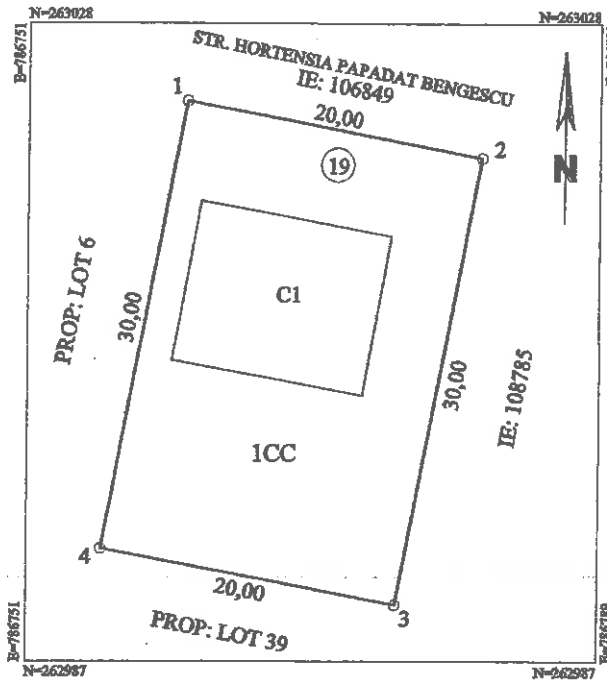 N=263028
N=263028
E=786751
STR. HORTENSIA PAPADAT BENGESCU
IE: 106849
1
20,00
2
19
N
PROP: LOT 6
30,00
C1
30,00
IE: 108785
1CC
4
20,00
3
PROP: LOT 39
E=786751
E=786789
N=262987
N=262987